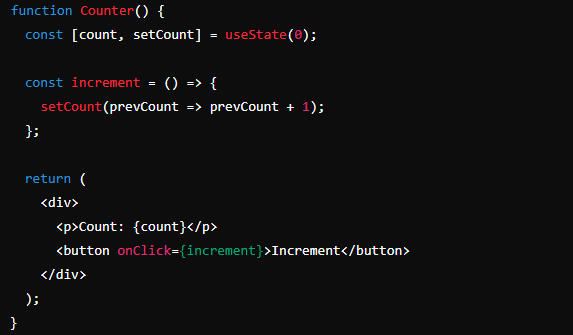 function Counter() {
  const [count, setCount] = useState(0);

  const increment = () => {
    setCount(prevCount => prevCount + 1);
  };

  return (
    <div>
      <p>Count: {count}</p>
      <button onClick={increment}>Increment</button>
    </div>
  );
}